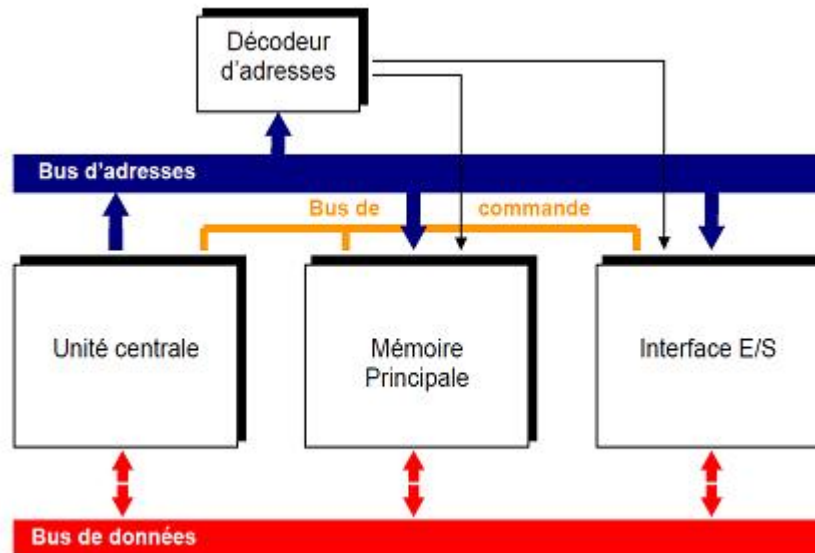 Décodeur
d'adresses
Bus d'adresses
Bus de commande
Unité centrale
Mémoire
Principale
Interface E/S
Bus de données